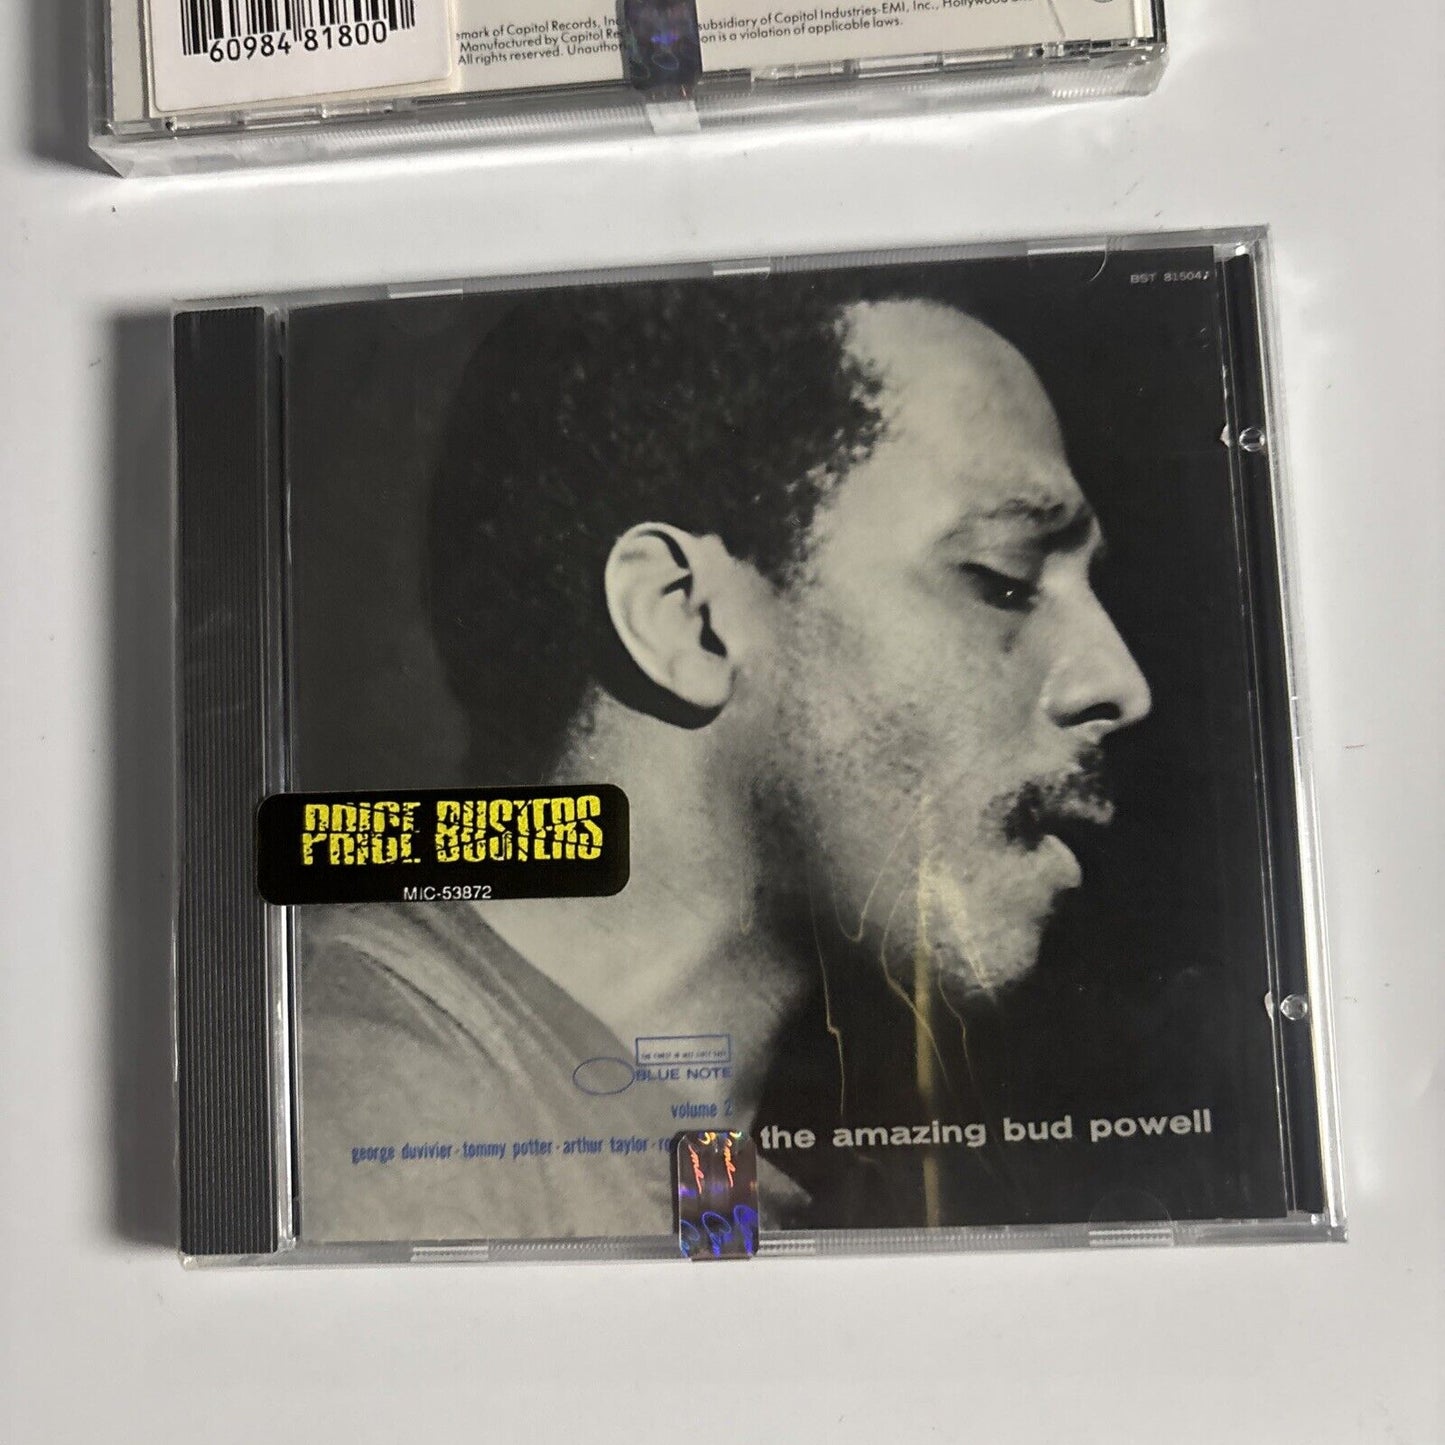 60984 81800
emark of Capitol Records, Inc
subsidiary of Capitol Industries-EMI, Inc.,
Manufactured by Capitol Re
on is a violation of applicable laws.
All rights reserved. Unauthor
BST 81504
PRICE BUSTERS
MIC-53872
BLUE NOTE
volume 2
george duvivier · tommy potter · arthur taylor · ro
the amazing bud powell